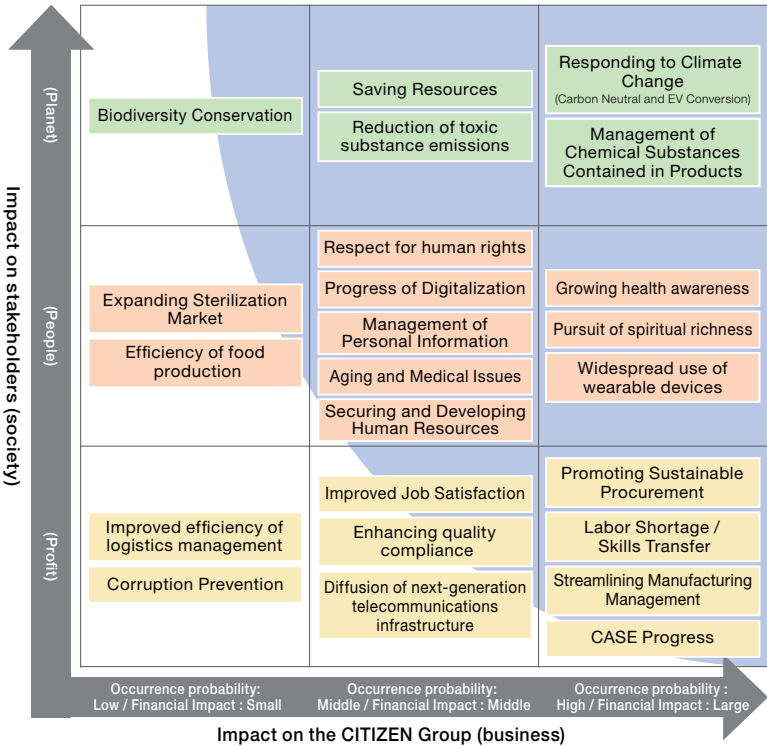 Impact on stakeholders (society)
(Planet)
Biodiversity Conservation
Saving Resources
Reduction of toxic
substance emissions
Responding to Climate
Change
(Carbon Neutral and EV Conversion)
Management of
Chemical Substances
Contained in Products
(People)
Expanding Sterilization
Market
Efficiency of food
production
Respect for human rights
Progress of Digitalization
Management of
Personal Information
Aging and Medical Issues
Securing and Developing
Human Resources
Growing health awareness
Pursuit of spiritual richness
Widespread use of
wearable devices
(Profit)
Improved efficiency of
logistics management
Corruption Prevention
Improved Job Satisfaction
Enhancing quality
compliance
Diffusion of next-generation
telecommunications
infrastructure
Promoting Sustainable
Procurement
Labor Shortage /
Skills Transfer
Streamlining Manufacturing
Management
CASE Progress
Occurrence probability:
Low / Financial Impact : Small
Occurrence probability:
Middle / Financial Impact : Middle
Occurrence probability :
High / Financial Impact : Large
Impact on the CITIZEN Group (business)